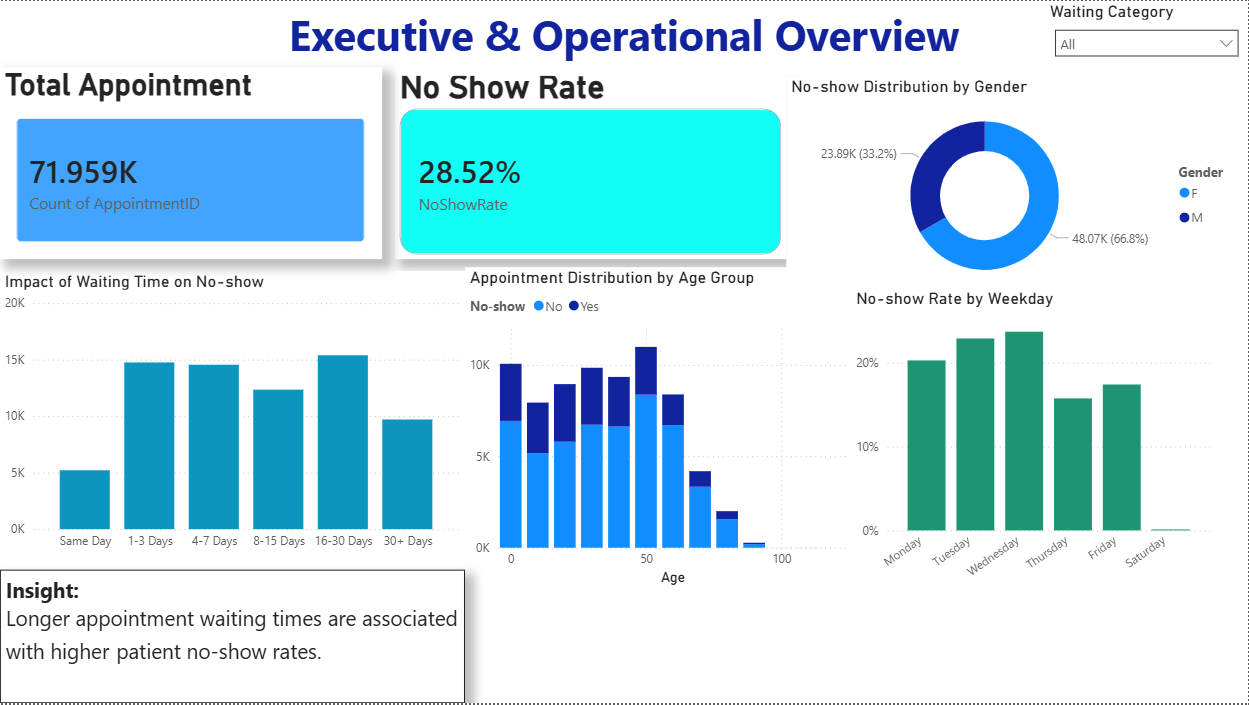 Executive & Operational Overview
Waiting Category
All
Total Appointment
71.959K
Count of AppointmentID
No Show Rate
28.52%
NoShowRate
No-show Distribution by Gender
23.89K (33.2%)
48.07K (66.8%)
Gender
F
M
Impact of Waiting Time on No-show
20K
15K
10K
5K
0K
Same Day
1-3 Days
4-7 Days
8-15 Days
16-30 Days
30+ Days
Appointment Distribution by Age Group
No-show No Yes
10K
5K
0K
0
50
100
Age
No-show Rate by Weekday
20%
10%
0%
Monday
Tuesday
Wednesday
Thursday
Friday
Saturday
Insight:
Longer appointment waiting times are associated
with higher patient no-show rates.